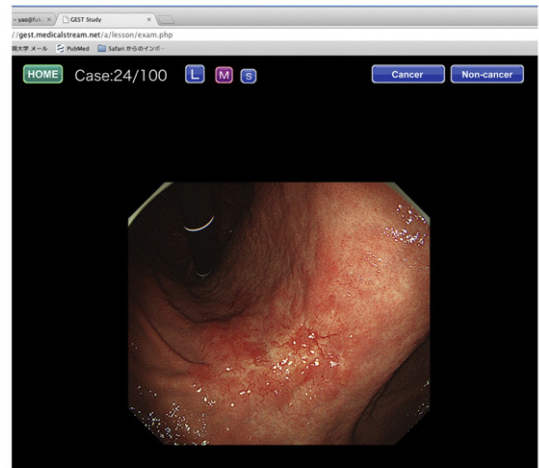 GEST Study
//gest.medicalstream.net/a/lesson/exam.php
PubMed Safari からのインポ…
HOME Case:24/100 L M S Cancer Non-cancer